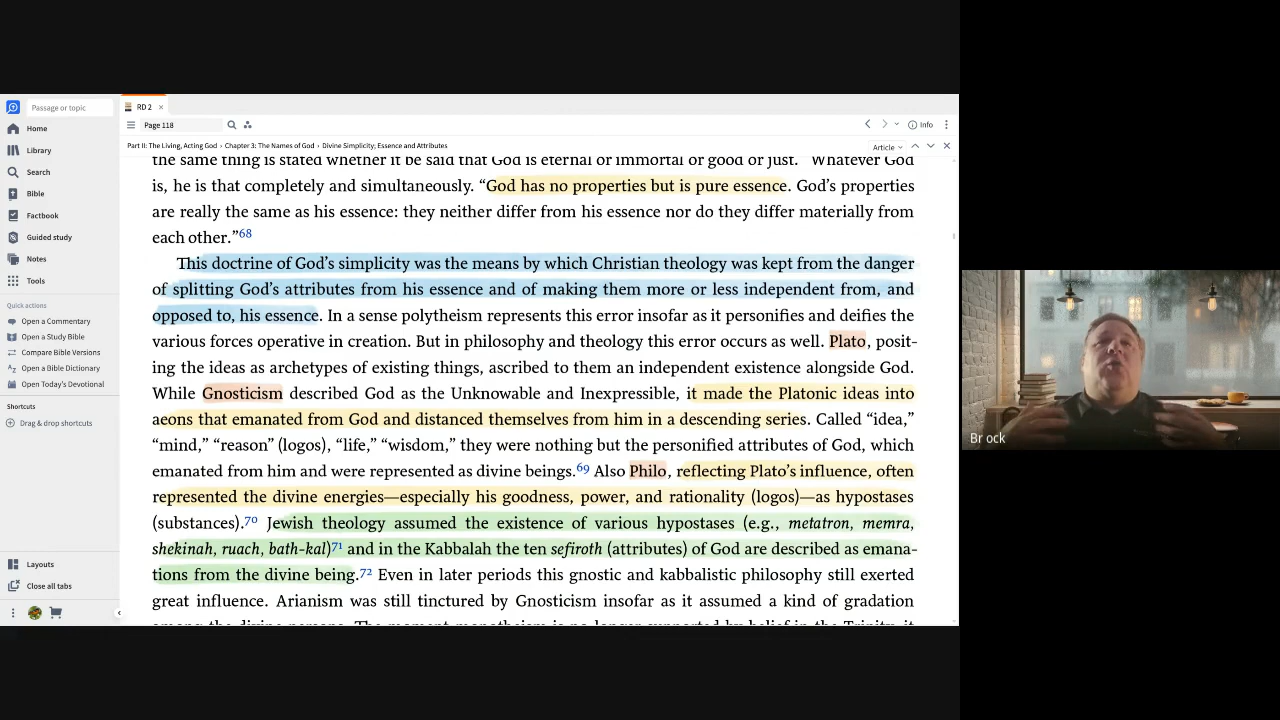 RD 2
Passage or topic
Page 118
Info
Home
Part II: The Living, Acting God › Chapter 3: The Names of God › Divine Simplicity; Essence and Attributes
Article
Library
Search
Bible
Factbook
Guided study
Notes
Tools
Quick actions
Open a Commentary
Open a Study Bible
Compare Bible Versions
Open a Bible Dictionary
Open Today's Devotional
Shortcuts
Drag & drop shortcuts
Layouts
Close all tabs
the same thing is stated whether it be said that God is eternal or immortal or good or just. Whatever God
is, he is that completely and simultaneously. “God has no properties but is pure essence. God’s properties
are really the same as his essence: they neither differ from his essence nor do they differ materially from
each other.”68
This doctrine of God’s simplicity was the means by which Christian theology was kept from the danger
of splitting God’s attributes from his essence and of making them more or less independent from, and
opposed to, his essence. In a sense polytheism represents this error insofar as it personifies and deifies the
various forces operative in creation. But in philosophy and theology this error occurs as well. Plato, posit-
ing the ideas as archetypes of existing things, ascribed to them an independent existence alongside God.
While Gnosticism described God as the Unknowable and Inexpressible, it made the Platonic ideas into
aeons that emanated from God and distanced themselves from him in a descending series. Called “idea,”
“mind,” “reason” (logos), “life,” “wisdom,” they were nothing but the personified attributes of God, which
emanated from him and were represented as divine beings.69 Also Philo, reflecting Plato’s influence, often
represented the divine energies—especially his goodness, power, and rationality (logos)—as hypostases
(substances).70 Jewish theology assumed the existence of various hypostases (e.g., metatron, memra,
shekinah, ruach, bath-kal)71 and in the Kabbalah the ten sefiroth (attributes) of God are described as emana-
tions from the divine being.72 Even in later periods this gnostic and kabbalistic philosophy still exerted
great influence. Arianism was still tinctured by Gnosticism insofar as it assumed a kind of gradation
among the divine persons. The moment monotheism is no longer supported by belief in the Trinity, it
Br ock